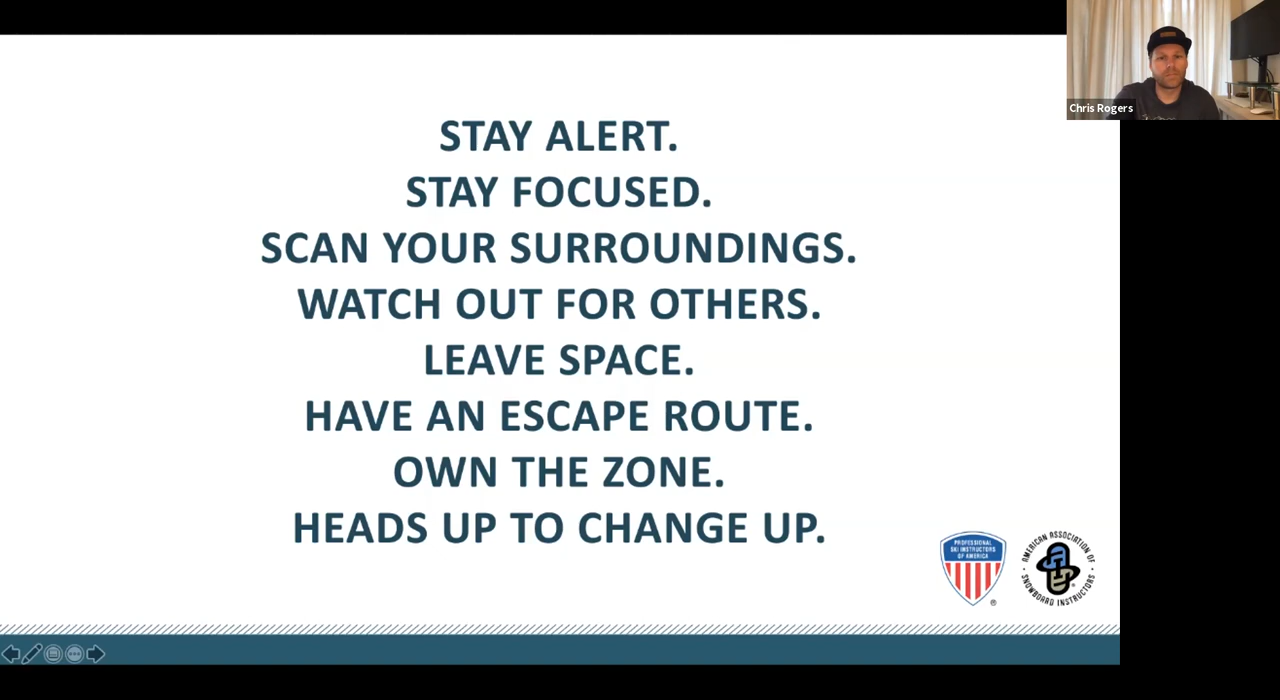 Chris Rogers
STAY ALERT.
STAY FOCUSED.
SCAN YOUR SURROUNDINGS.
WATCH OUT FOR OTHERS.
LEAVE SPACE.
HAVE AN ESCAPE ROUTE.
OWN THE ZONE.
HEADS UP TO CHANGE UP.
PROFESSIONAL
SKI INSTRUCTORS
OF AMERICA
®
AMERICAN ASSOCIATION OF
SNOWBOARD INSTRUCTORS